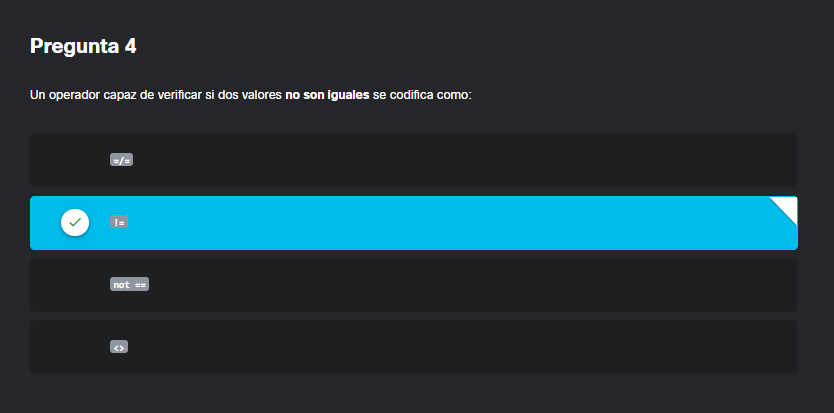 Pregunta 4
Un operador capaz de verificar si dos valores no son iguales se codifica como:
=/=
!=
not ==
<>